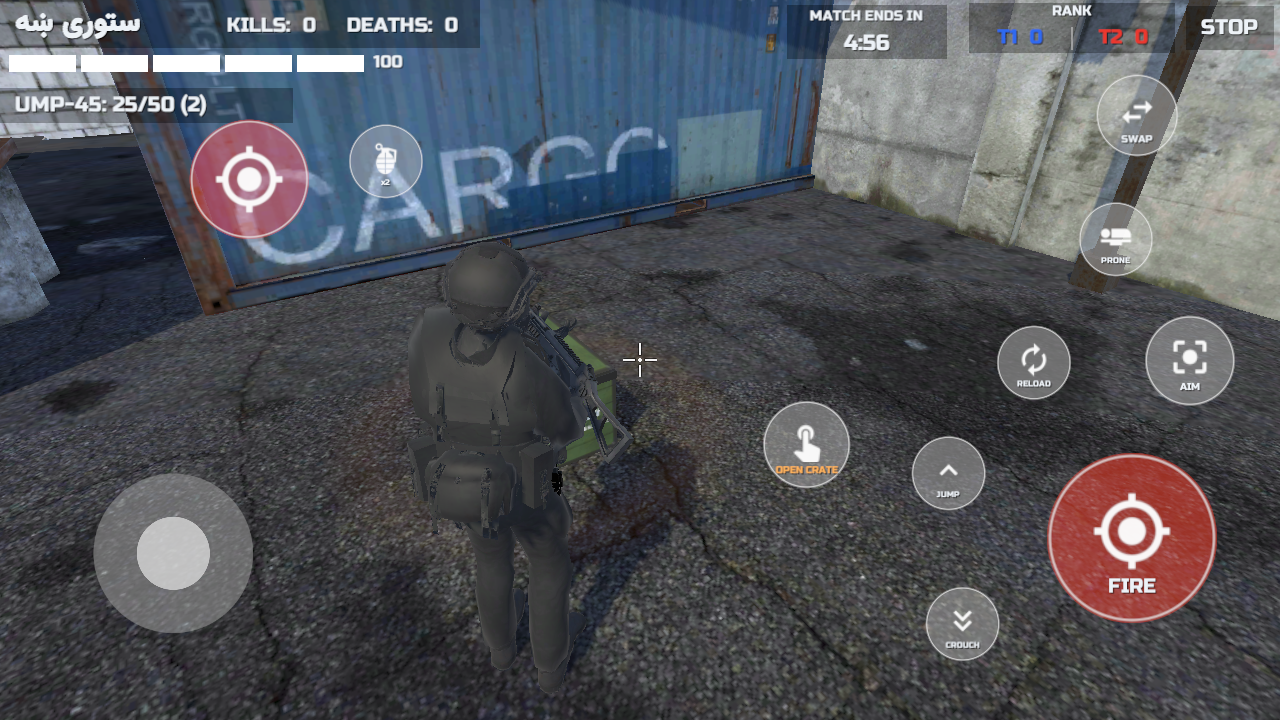 ستوری ښه
KILLS: 0 DEATHS: 0
MATCH ENDS IN
4:56
RANK
T1 0 T2 0
STOP
100
UMP-45: 25/50 (2)
x2
CARGO
SWAP
PRONE
RELOAD
AIM
OPEN CRATE
JUMP
FIRE
CROUCH